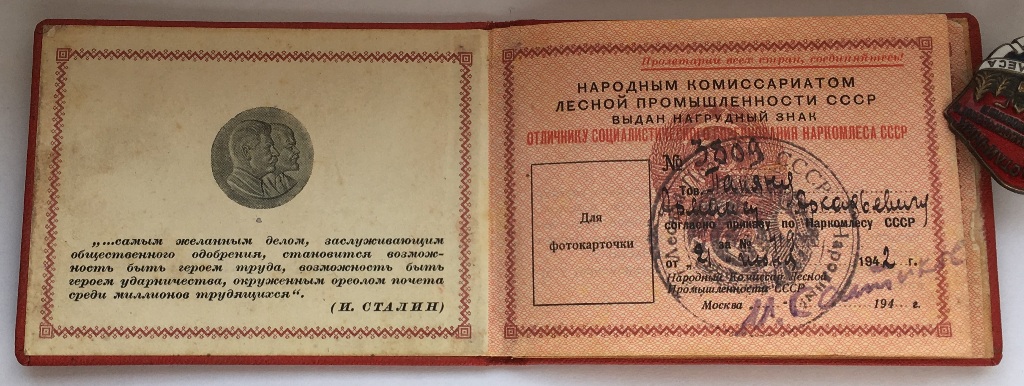 „...самым желанным делом, заслуживающим
общественного одобрения, становится возмож-
ность быть героем труда, возможность быть
героем ударничества, окруженным ореолом почета
среди миллионов трудящихся“.
(И. СТАЛИН)
Пролетарии всех стран, соединяйтесь!
НАРОДНЫМ КОМИССАРИАТОМ
ЛЕСНОЙ ПРОМЫШЛЕННОСТИ СССР
ВЫДАН НАГРУДНЫЙ ЗНАК
ОТЛИЧНИКУ СОЦИАЛИСТИЧЕСКОГО СОРЕВНОВАНИЯ НАРКОМЛЕСА СССР
№ 3309
Тов.
Аркадьевичу
согласно приказу по Наркомлесу СССР
за №
от „ 1942 г.
Народный Комиссар Лесной
Промышленности СССР
Москва 194 г.
Для
фотокарточки